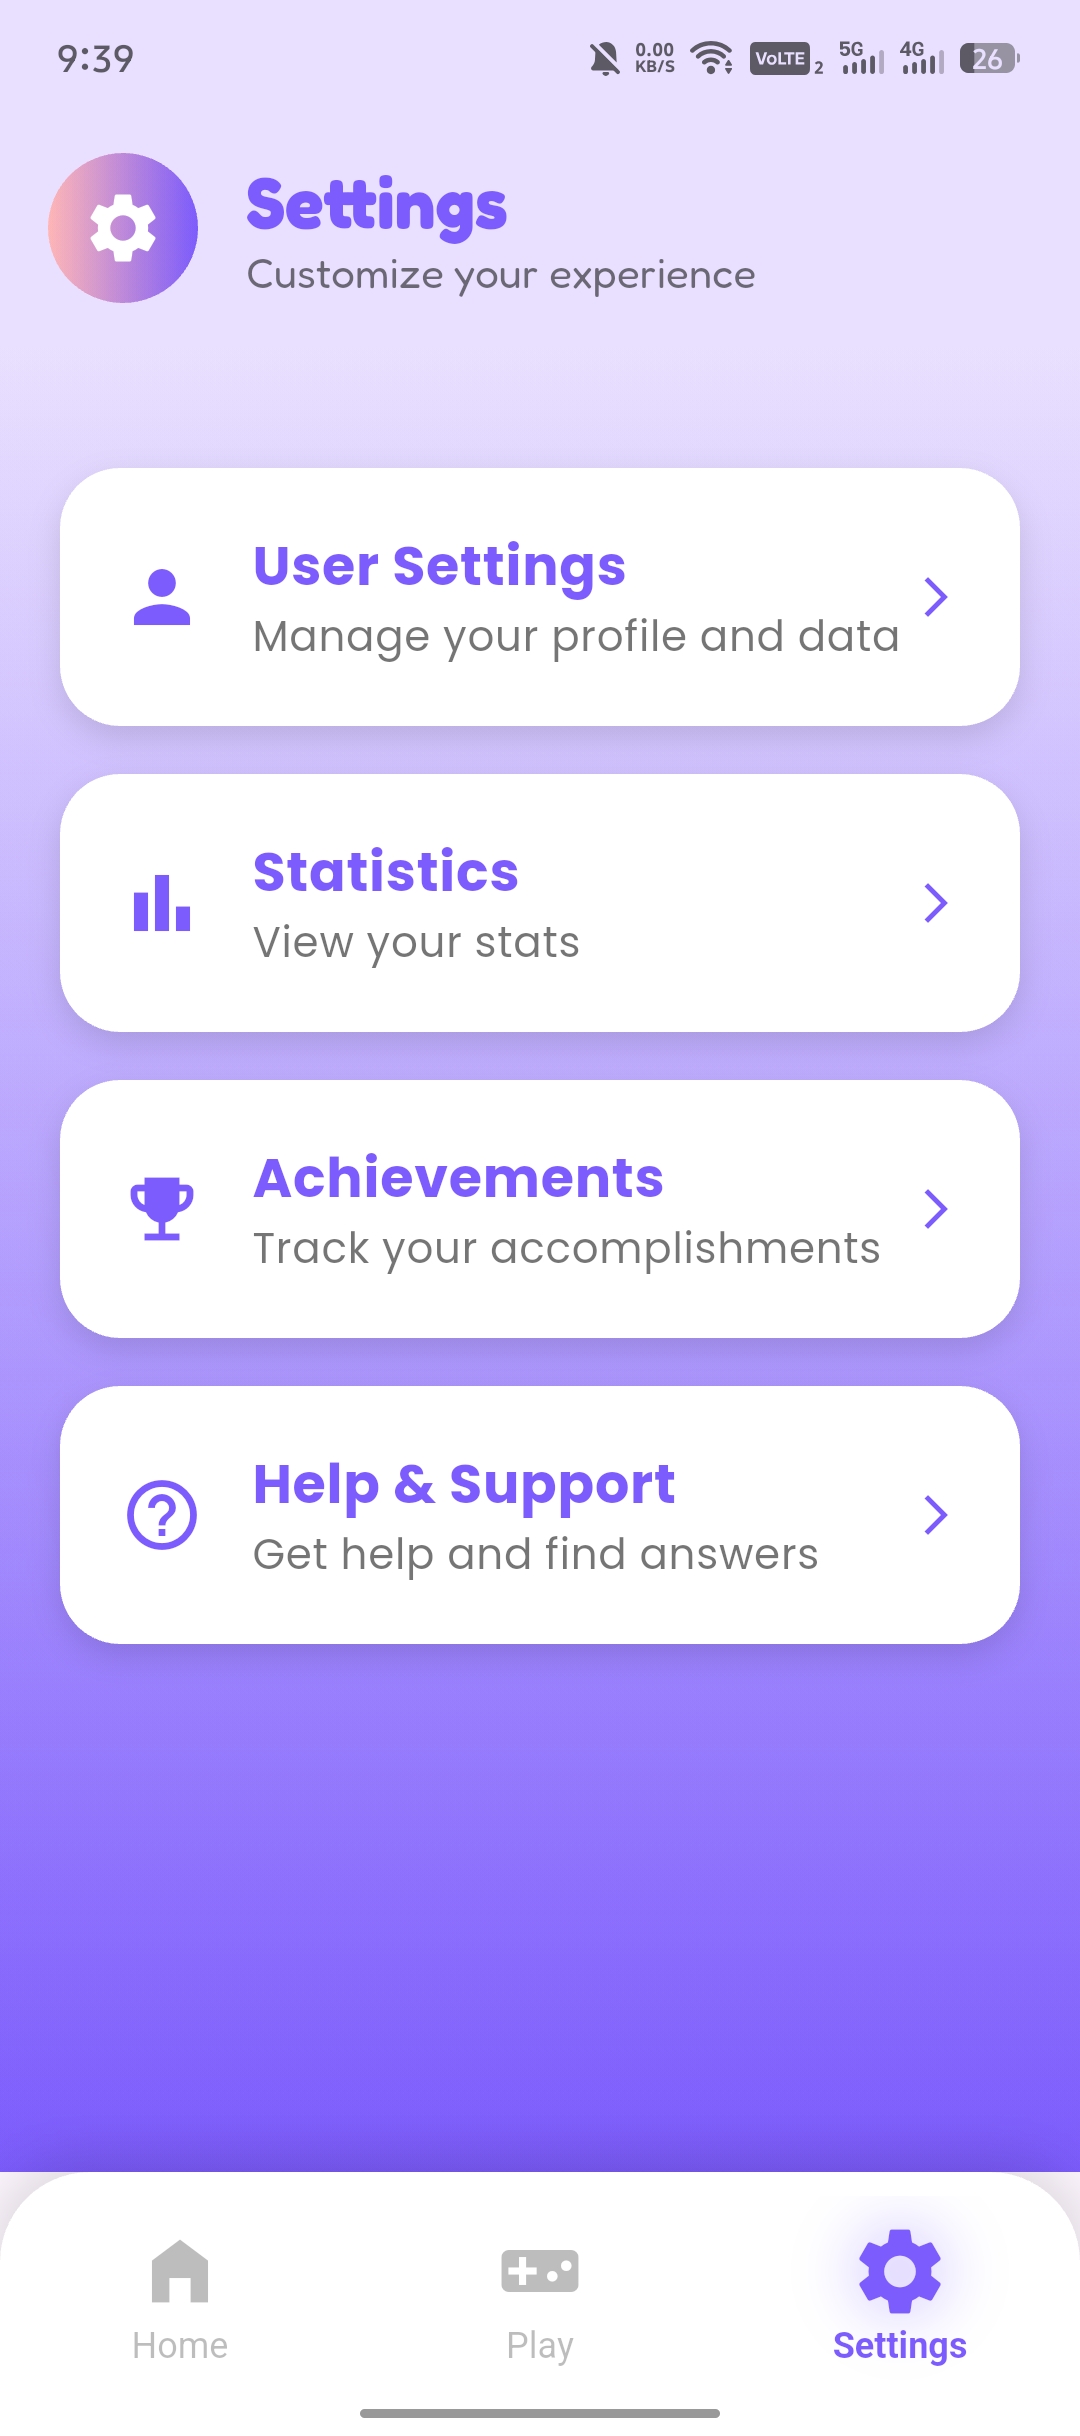 9:39
0.00
KB/S
VoLTE 2
5G
4G
26
Settings
Customize your experience
User Settings
Manage your profile and data
Statistics
View your stats
Achievements
Track your accomplishments
Help & Support
Get help and find answers
Home
Play
Settings